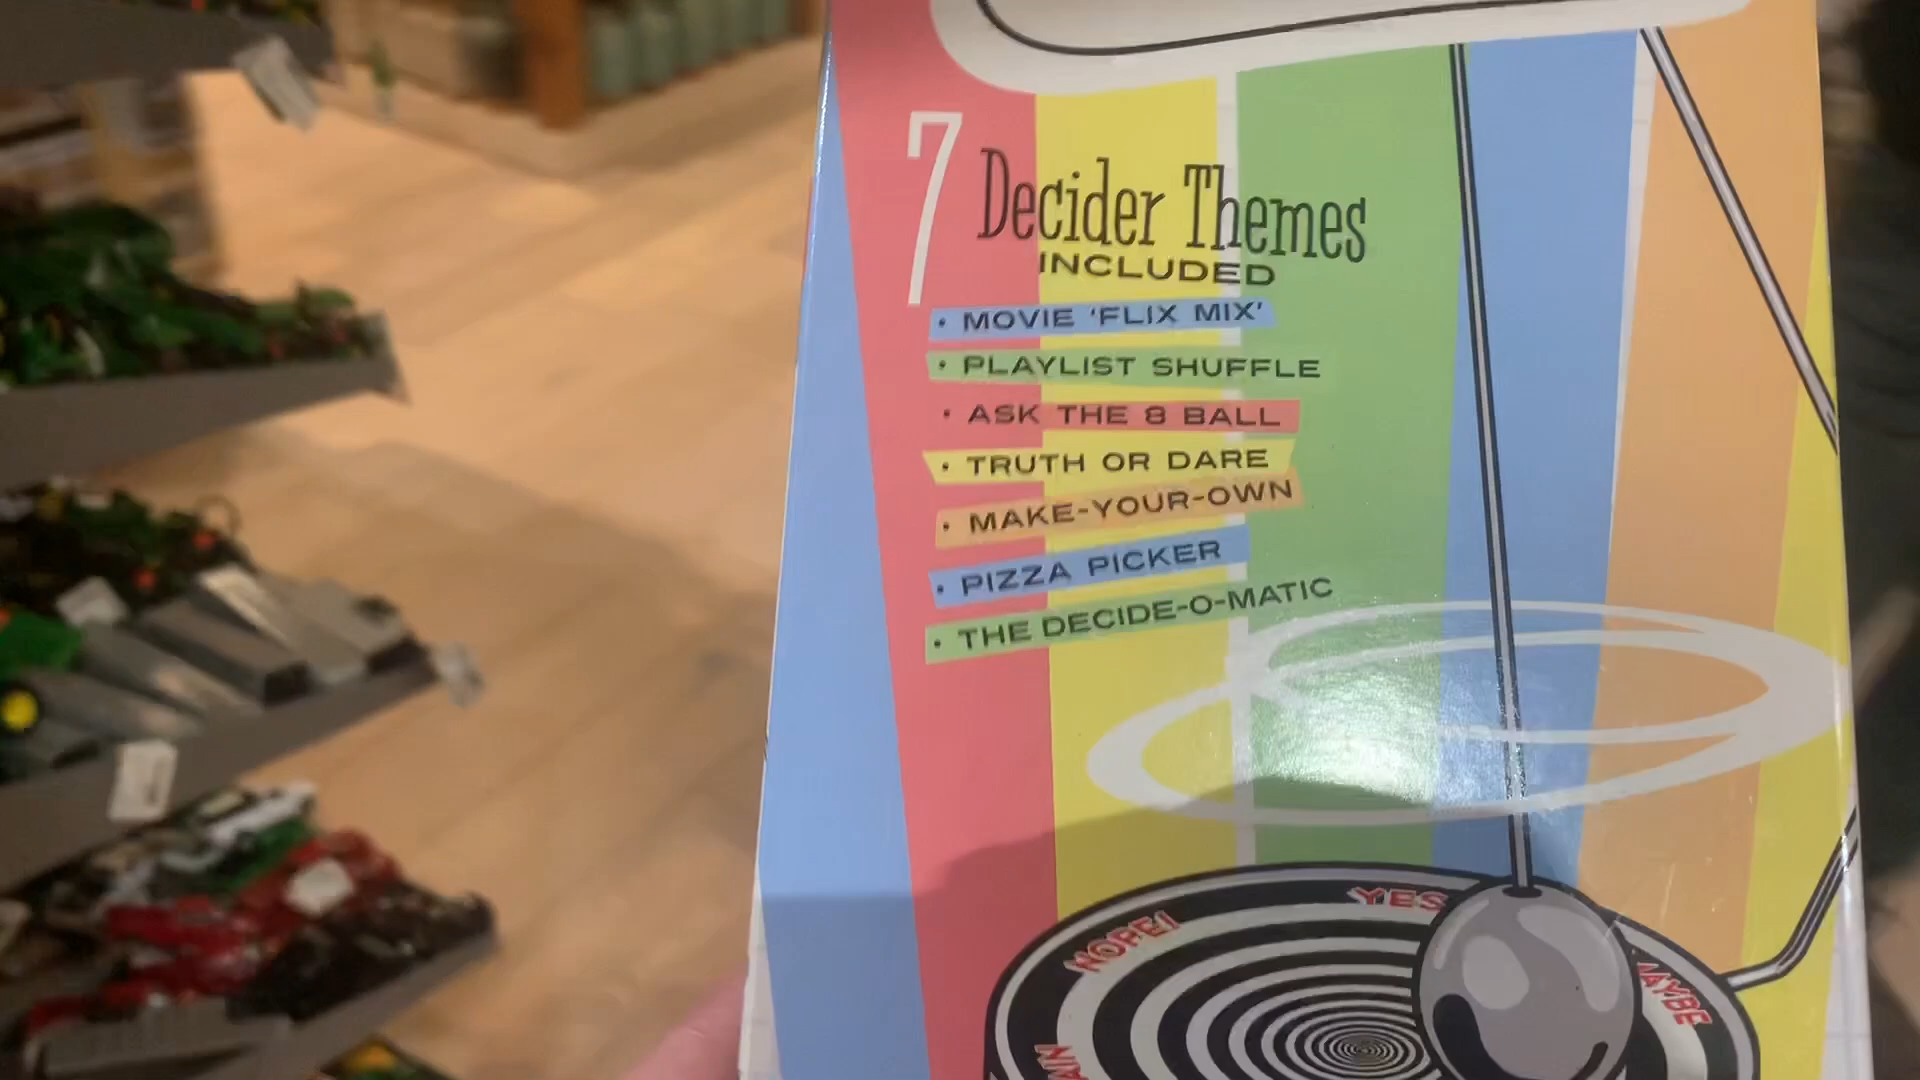 7 Decider Themes
INCLUDED
• MOVIE 'FLIX MIX'
• PLAYLIST SHUFFLE
• ASK THE 8 BALL
• TRUTH OR DARE
• MAKE-YOUR-OWN
• PIZZA PICKER
• THE DECIDE-O-MATIC
NOPE!
YES
MAYBE